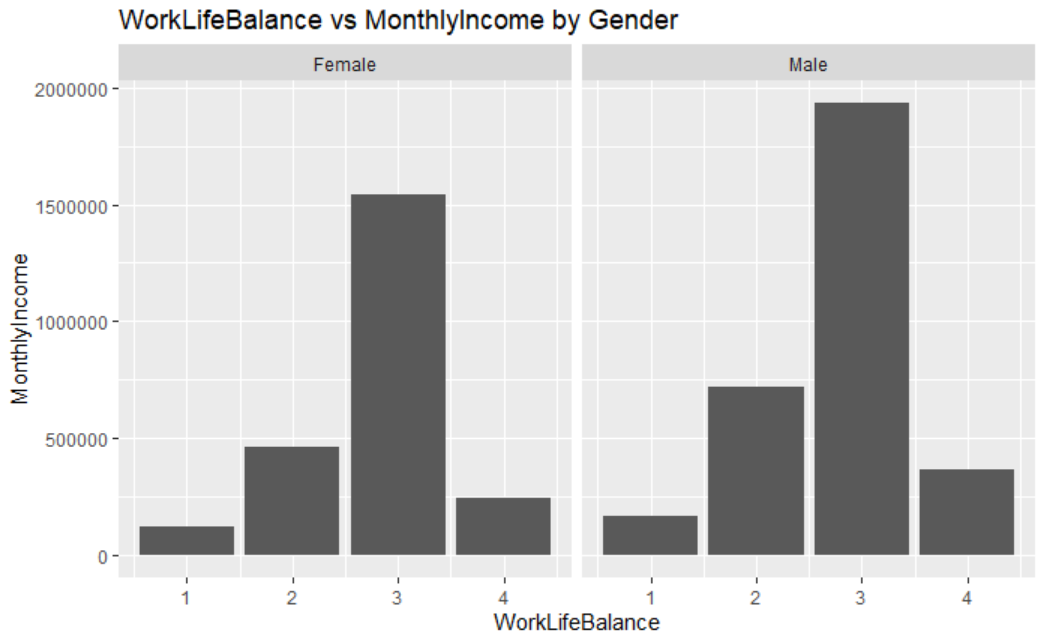 WorkLifeBalance vs MonthlyIncome by Gender
Female
Male
2000000
1500000
1000000
500000
0
MonthlyIncome
1 2 3 4
1 2 3 4
WorkLifeBalance